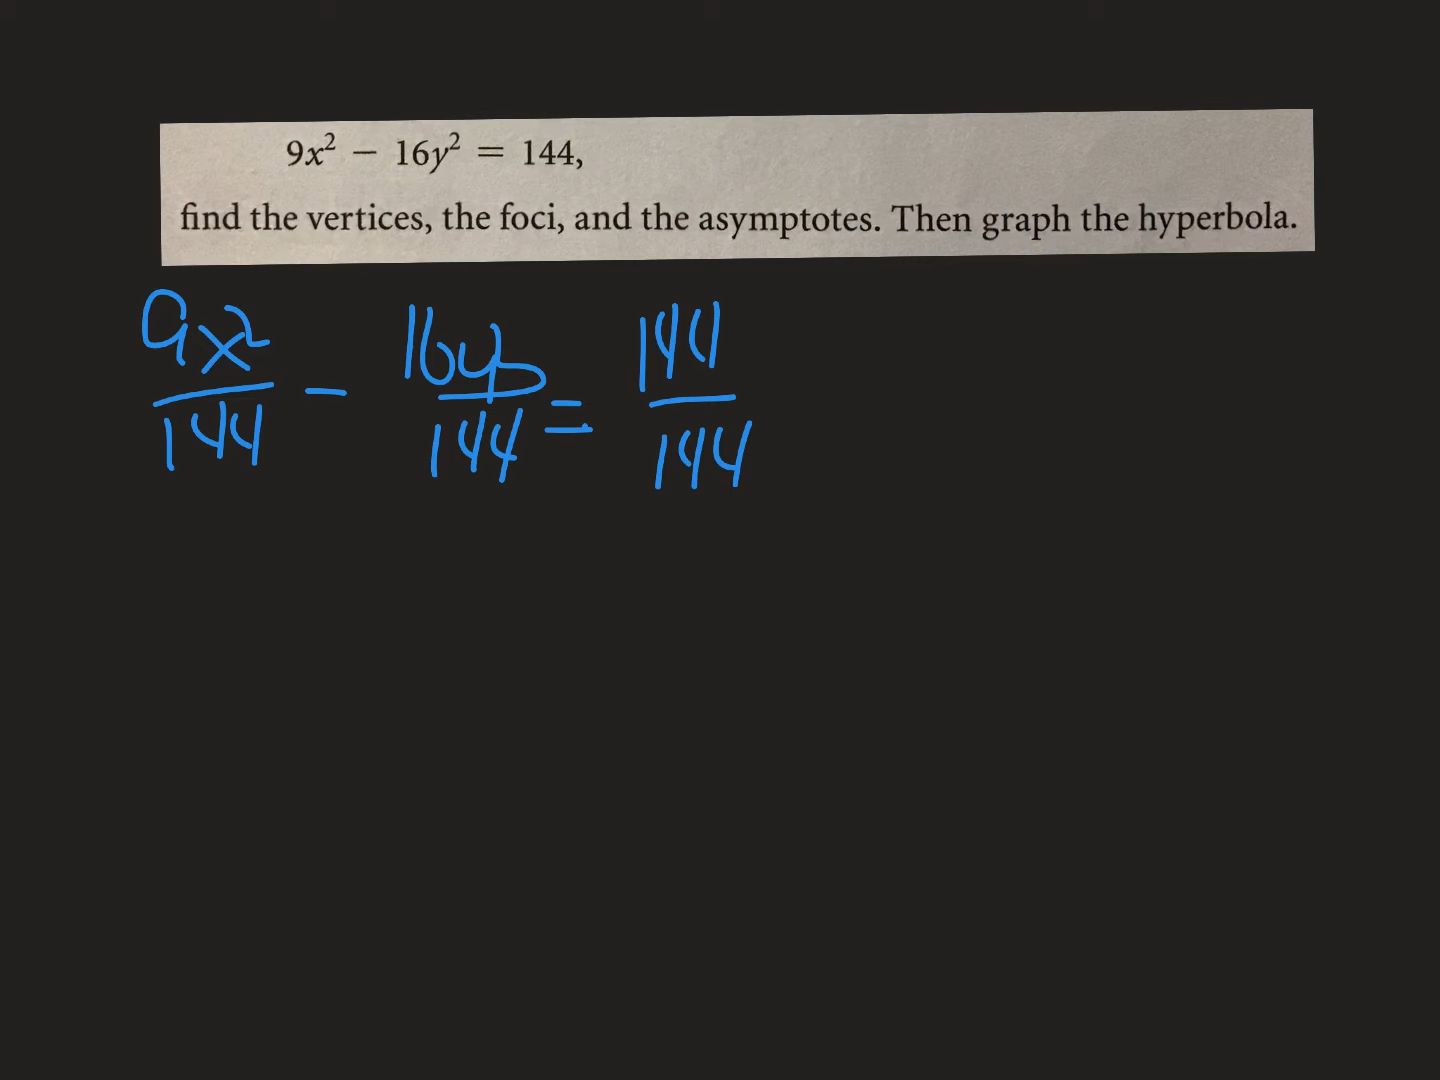 9x² − 16y² = 144,
find the vertices, the foci, and the asymptotes. Then graph the hyperbola.
9x²/144 − 16y²/144 = 144/144